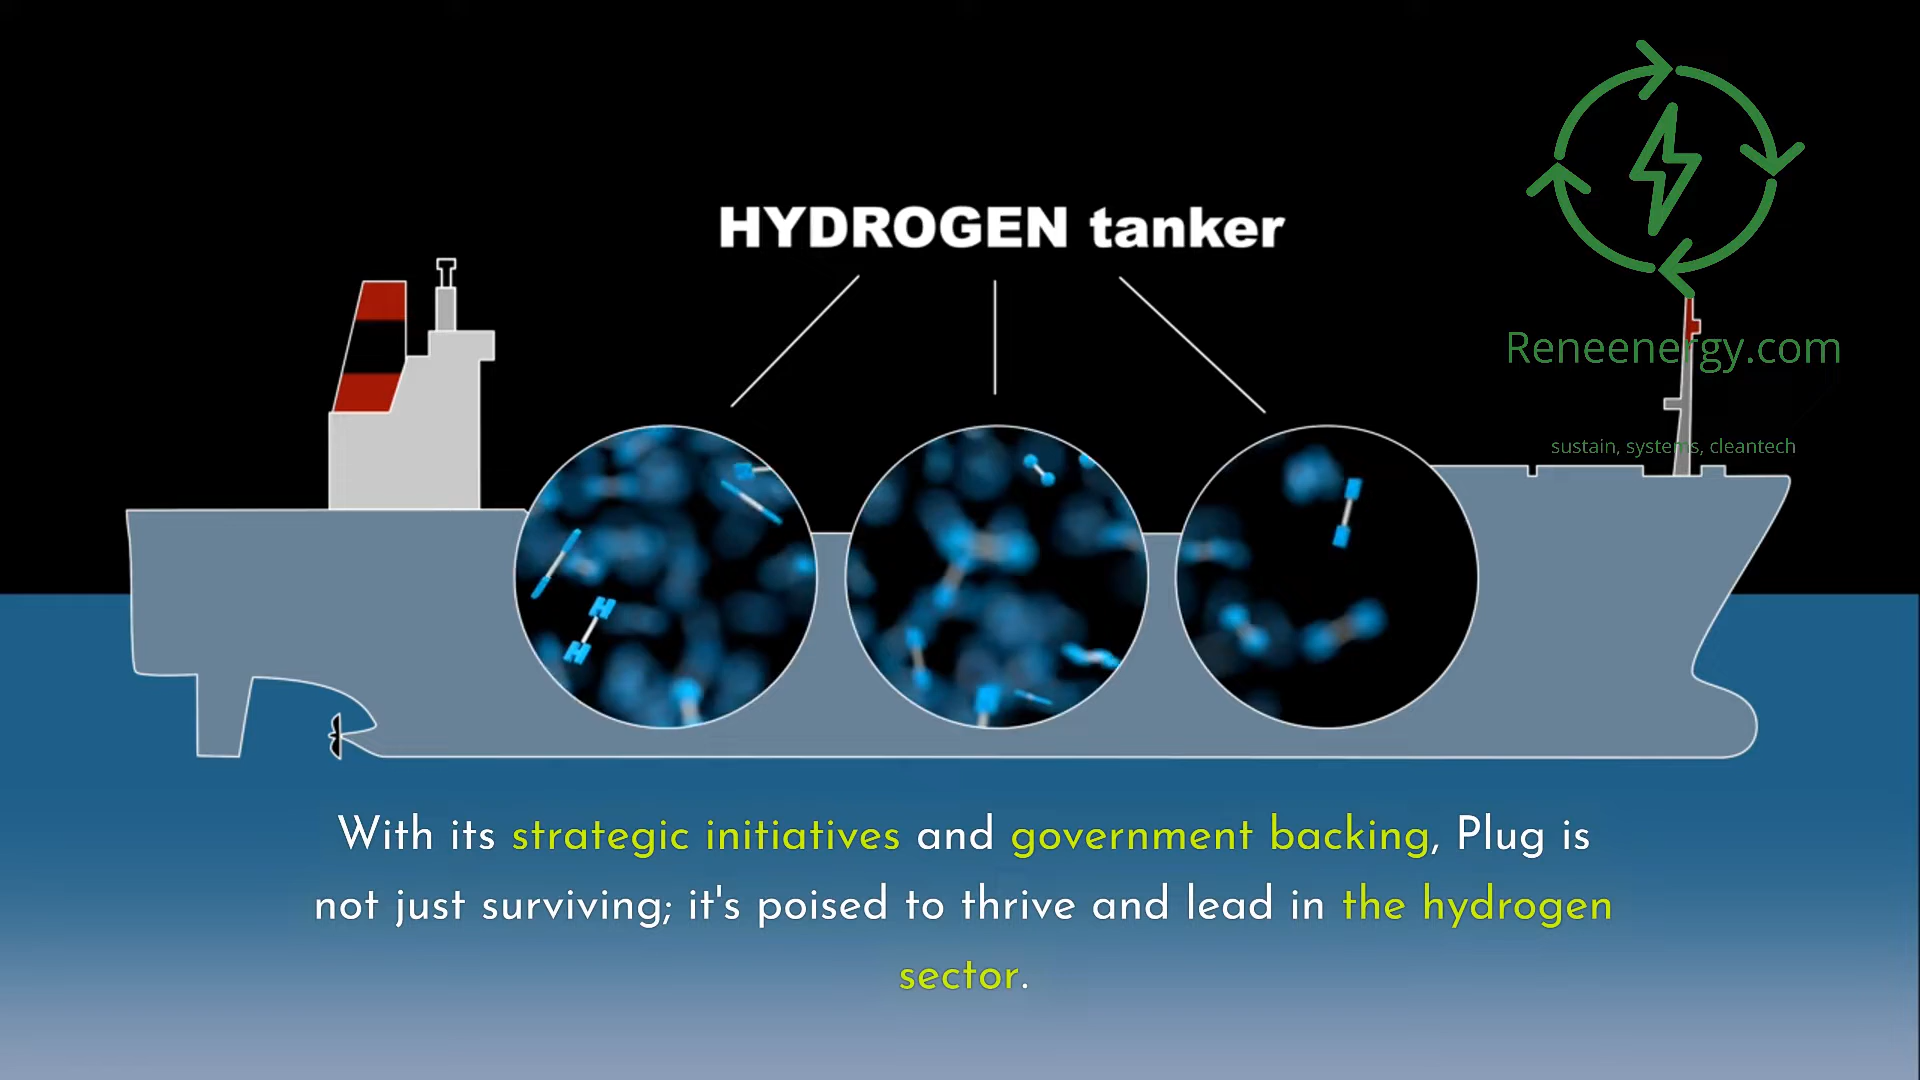 HYDROGEN tanker
Reneenergy.com
sustain, systems, cleantech
H
H
With its strategic initiatives and government backing, Plug is
not just surviving; it's poised to thrive and lead in the hydrogen
sector.